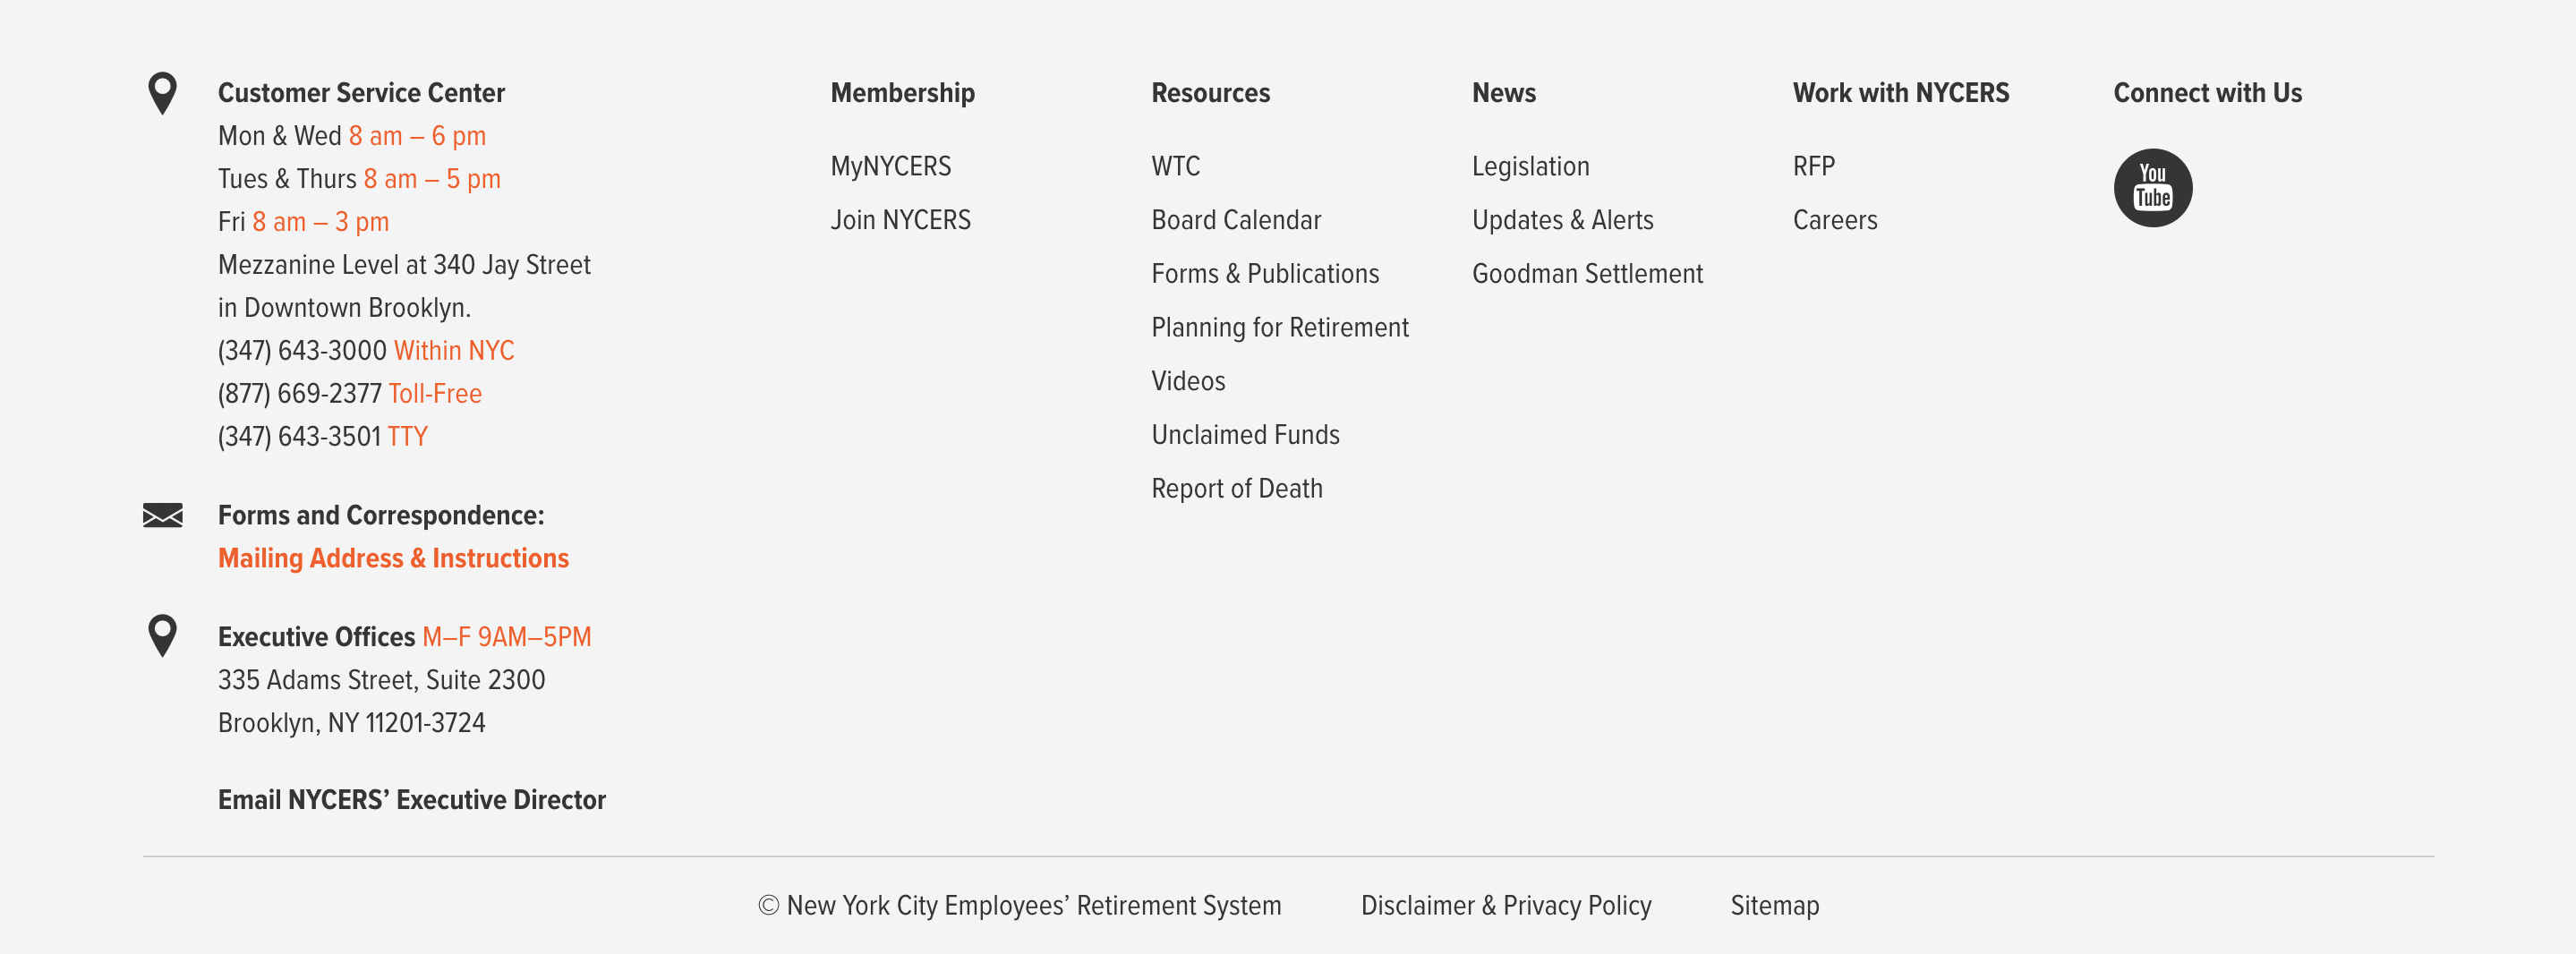 Customer Service Center
Mon & Wed 8 am – 6 pm
Tues & Thurs 8 am – 5 pm
Fri 8 am – 3 pm
Mezzanine Level at 340 Jay Street
in Downtown Brooklyn.
(347) 643-3000 Within NYC
(877) 669-2377 Toll-Free
(347) 643-3501 TTY
Forms and Correspondence:
Mailing Address & Instructions
Executive Offices M–F 9AM–5PM
335 Adams Street, Suite 2300
Brooklyn, NY 11201-3724
Email NYCERS’ Executive Director
Membership
MyNYCERS
Join NYCERS
Resources
WTC
Board Calendar
Forms & Publications
Planning for Retirement
Videos
Unclaimed Funds
Report of Death
News
Legislation
Updates & Alerts
Goodman Settlement
Work with NYCERS
RFP
Careers
Connect with Us
You
Tube
© New York City Employees’ Retirement System
Disclaimer & Privacy Policy
Sitemap